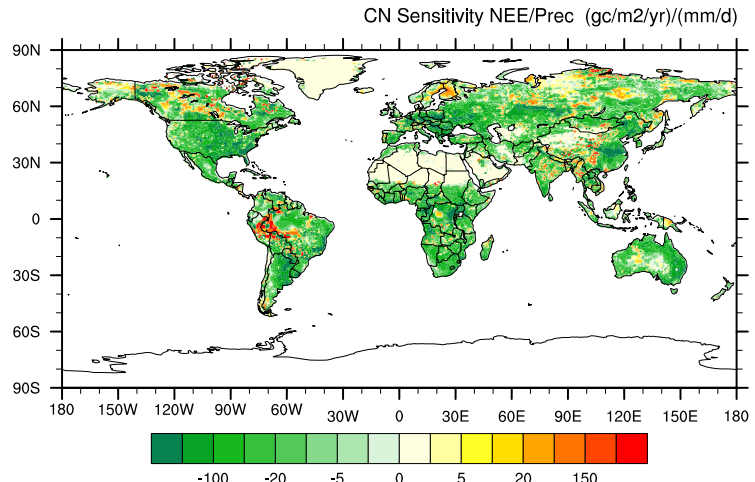 CN Sensitivity NEE/Prec (gc/m2/yr)/(mm/d)
90N
60N
30N
0
30S
60S
90S
180 150W 120W 90W 60W 30W 0 30E 60E 90E 120E 150E 180
-100 -20 -5 0 5 20 150